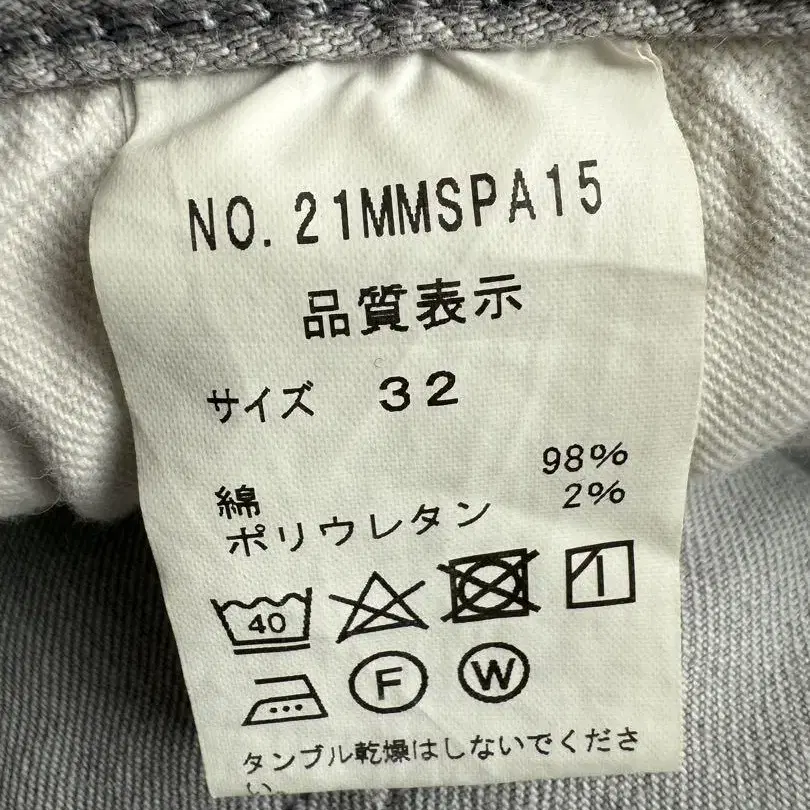 NO. 21MMSPA15
品質表示
サイズ 32
綿 98%
ポリウレタン 2%
40
F W
タンブル乾燥はしないでくださ
い。